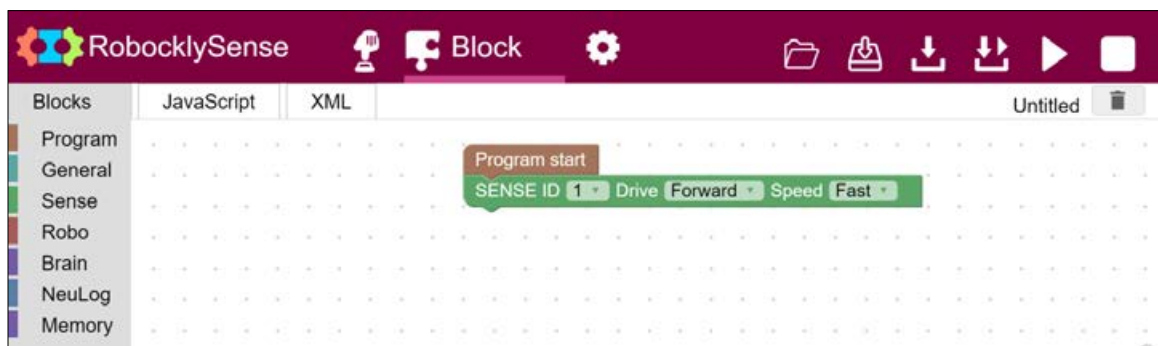 RobocklySense Block
Blocks JavaScript XML Untitled
Program
General
Sense
Robo
Brain
NeuLog
Memory
Program start
SENSE ID 1 Drive Forward Speed Fast